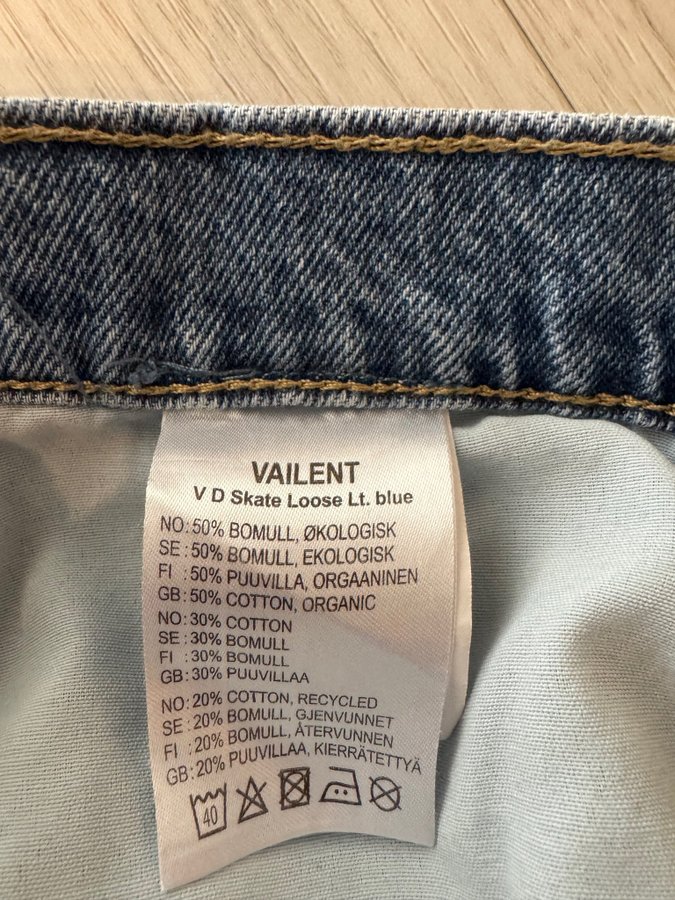 VAILENT
V D Skate Loose Lt. blue
NO: 50% BOMULL, ØKOLOGISK
SE : 50% BOMULL, EKOLOGISK
FI : 50% PUUVILLA, ORGAANINEN
GB: 50% COTTON, ORGANIC
NO: 30% COTTON
SE : 30% BOMULL
FI : 30% BOMULL
GB: 30% PUUVILLAA
NO: 20% COTTON, RECYCLED
SE: 20% BOMULL, GJENVUNNET
FI : 20% BOMULL, ÅTERVUNNEN
GB: 20% PUUVILLAA, KIERRÄTETTYÄ
40